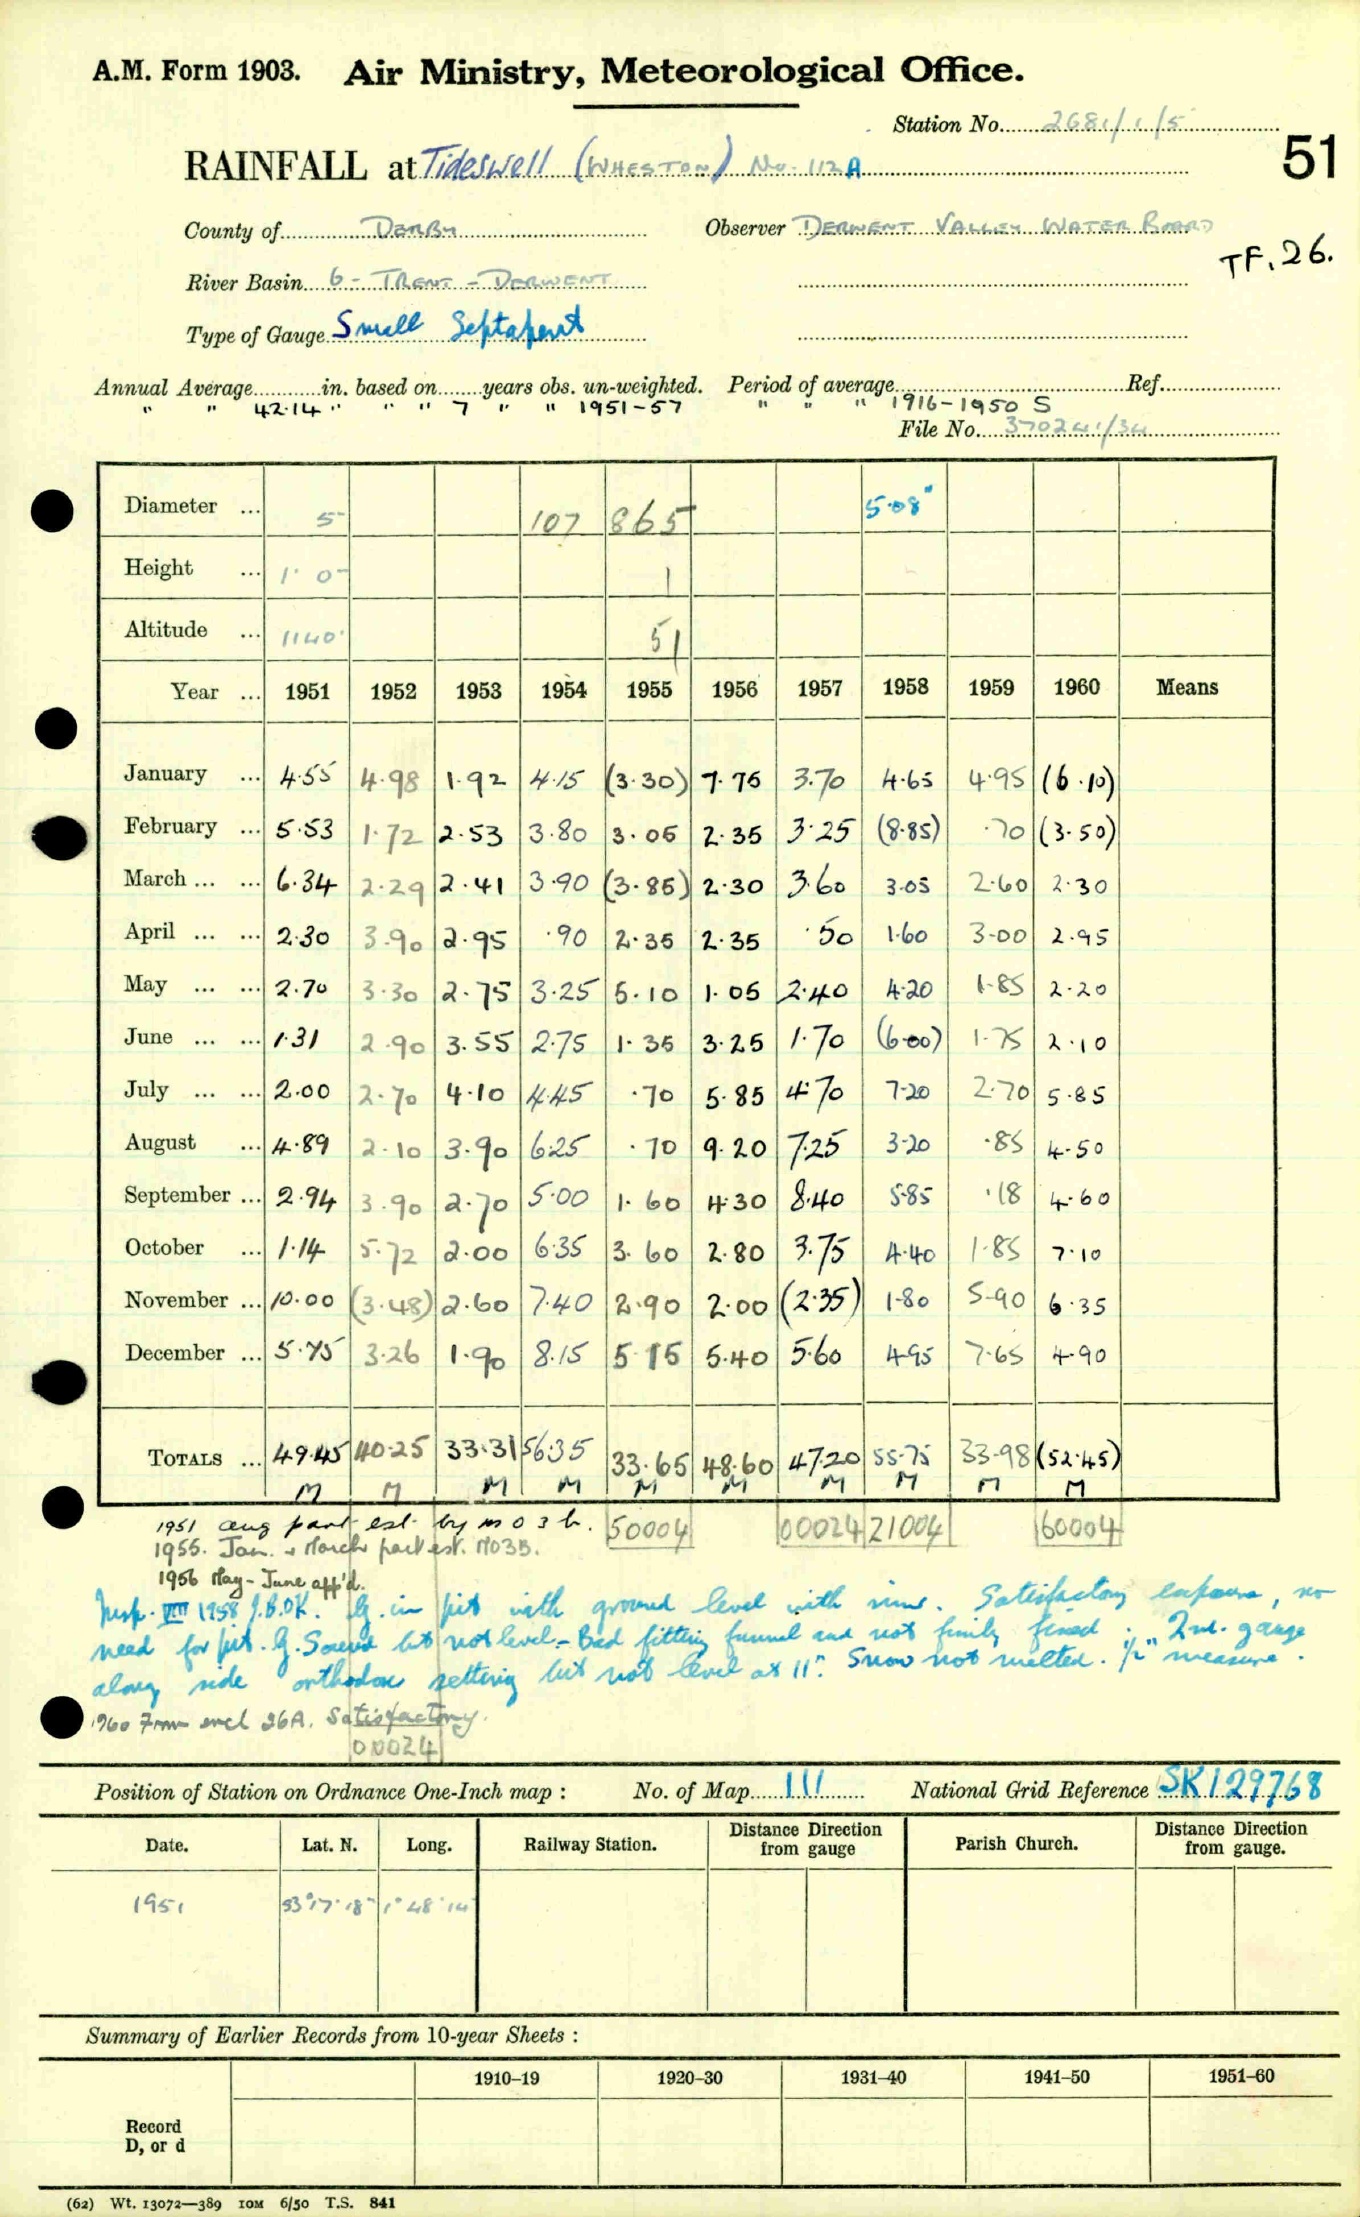 A.M. Form 1903. Air Ministry, Meteorological Office.
Station No. 2681/1/5
51
RAINFALL at Tideswell (WHESTON) No. 112A
County of DERBY Observer DERWENT VALLEY WATER BOARD
TF. 26.
River Basin 6 - TRENT - DERWENT
Type of Gauge Small Septapent
Annual Average in. based on years obs. un-weighted. Period of average Ref.
" " 42.14 " " " 7 " " 1951-57 " " " 1916-1950 S
File No. 370241/34
Diameter ... 5 107 865 5.08"
Height ... 1' 0" 1
Altitude ... 1140' 51
Year ... 1951 1952 1953 1954 1955 1956 1957 1958 1959 1960 Means
January ... 4.55 4.98 1.92 4.15 (3.30) 7.75 3.70 4.65 4.95 (6.10)
February ... 5.53 1.72 2.53 3.80 3.05 2.35 3.25 (8.85) .70 (3.50)
March ... ... 6.34 2.29 2.41 3.90 (3.85) 2.30 3.60 3.05 2.60 2.30
April ... ... 2.30 3.90 2.95 .90 2.35 2.35 .50 1.60 3.00 2.95
May ... ... 2.70 3.30 2.75 3.25 5.10 1.05 2.40 4.20 1.85 2.20
June ... ... 1.31 2.90 3.55 2.75 1.35 3.25 1.70 (6.00) 1.75 2.10
July ... ... 2.00 2.70 4.10 4.45 .70 5.85 4.70 7.20 2.70 5.85
August ... 4.89 2.10 3.90 6.25 .70 9.20 7.25 3.20 .85 4.50
September ... 2.94 3.90 2.70 5.00 1.60 4.30 8.40 5.85 .18 4.60
October ... 1.14 5.72 2.00 6.35 3.60 2.80 3.75 4.40 1.85 7.10
November ... 10.00 (3.48) 2.60 7.40 2.90 2.00 (2.35) 1.80 5.90 6.35
December ... 5.75 3.26 1.90 8.15 5.15 5.40 5.60 4.95 7.65 4.90
TOTALS ... 49.45 40.25 33.31 56.35 33.65 48.60 47.20 55.75 33.98 (52.45)
M M M M M M M M M M
1951 Aug part est by m o 3 b. 50004 00024 21004 60004
1955. Jan. & March part est. MO3B.
1956 May - June app'd.
Insp. VIII 1958 J.B.OK. G. in pit with ground level with rim. Satisfactory exposure, no
need for pit. G. Sound but not level - Bad fitting funnel and not firmly fixed. 2nd. gauge
along side orthodox setting but not level at 11". Snow not melted. 1/2" measure.
1960 From encl 26A. Satisfactory.
00024
Position of Station on Ordnance One-Inch map : No. of Map 111 National Grid Reference SK129768
Date. Lat. N. Long. Railway Station. Distance from gauge Direction Parish Church. Distance from gauge. Direction
1951 53°17'18" 1°48'14"
Summary of Earlier Records from 10-year Sheets :
1910–19 1920–30 1931–40 1941–50 1951–60
Record
D, or d
(62) Wt. 13072—389 10M 6/50 T.S. 841